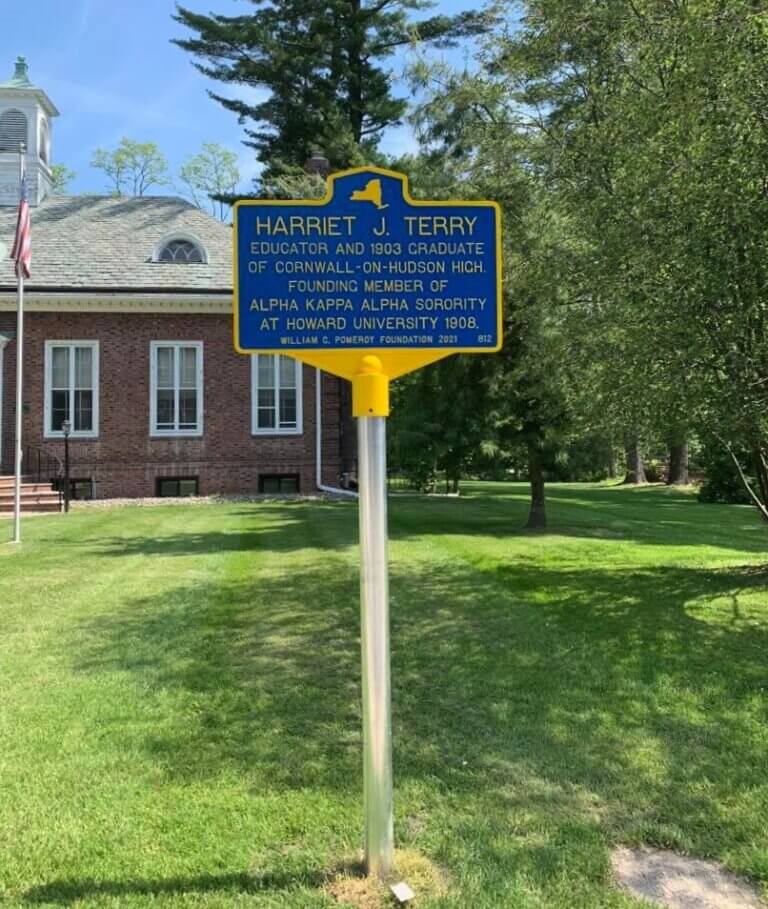 HARRIET J. TERRY
EDUCATOR AND 1903 GRADUATE
OF CORNWALL-ON-HUDSON HIGH.
FOUNDING MEMBER OF
ALPHA KAPPA ALPHA SORORITY
AT HOWARD UNIVERSITY 1908.
WILLIAM C. POMEROY FOUNDATION 2021 812